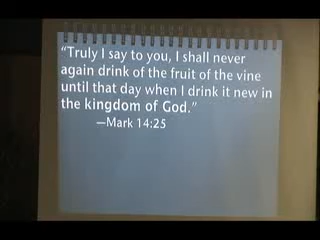 “Truly I say to you, I shall never
again drink of the fruit of the vine
until that day when I drink it new in
the kingdom of God.”
—Mark 14:25